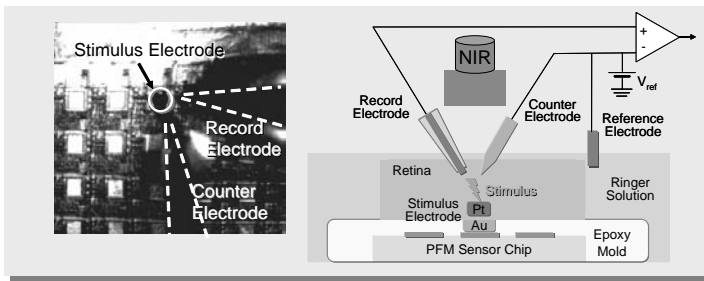 Stimulus Electrode
Record
Electrode
Counter
Electrode
NIR
+
-
V ref
Record
Electrode
Counter
Electrode
Reference
Electrode
Retina
Stimulus
Ringer
Solution
Stimulus
Electrode
Pt
Au
PFM Sensor Chip
Epoxy
Mold